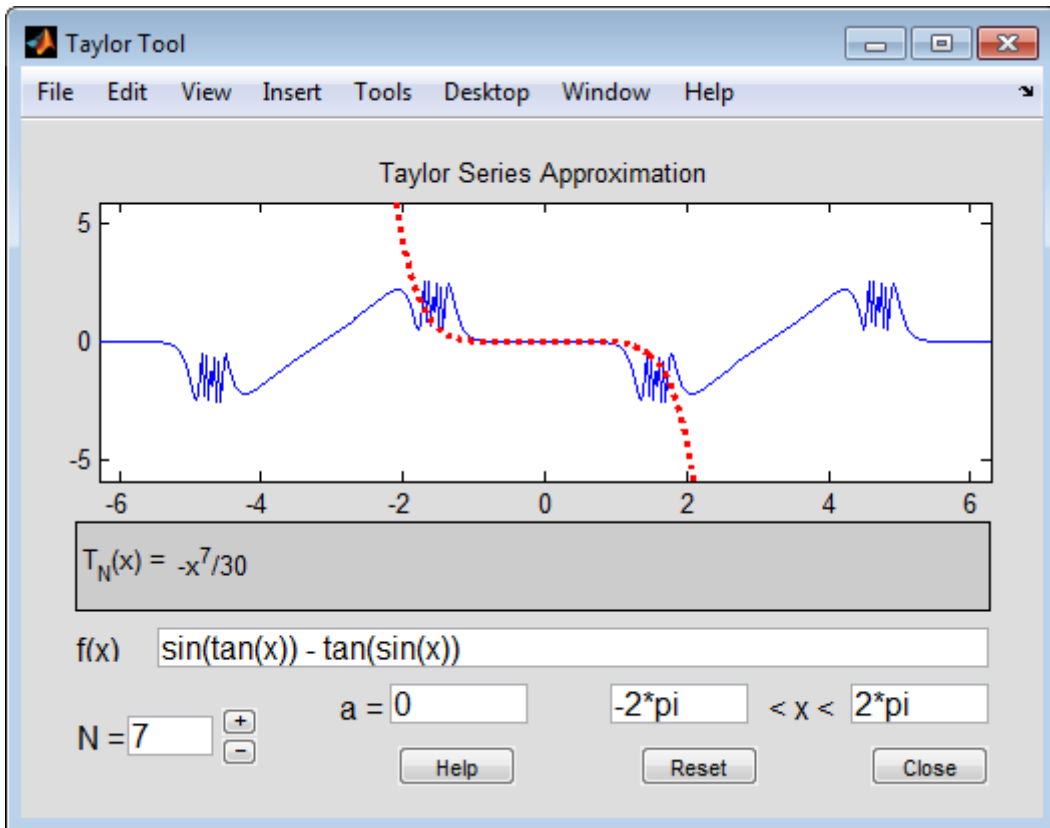 Taylor Tool
File Edit View Insert Tools Desktop Window Help
Taylor Series Approximation
5
0
-5
-6 -4 -2 0 2 4 6
T_N(x) = -x^7/30
f(x) sin(tan(x)) - tan(sin(x))
N = 7 + − a = 0 -2*pi < x < 2*pi
Help Reset Close